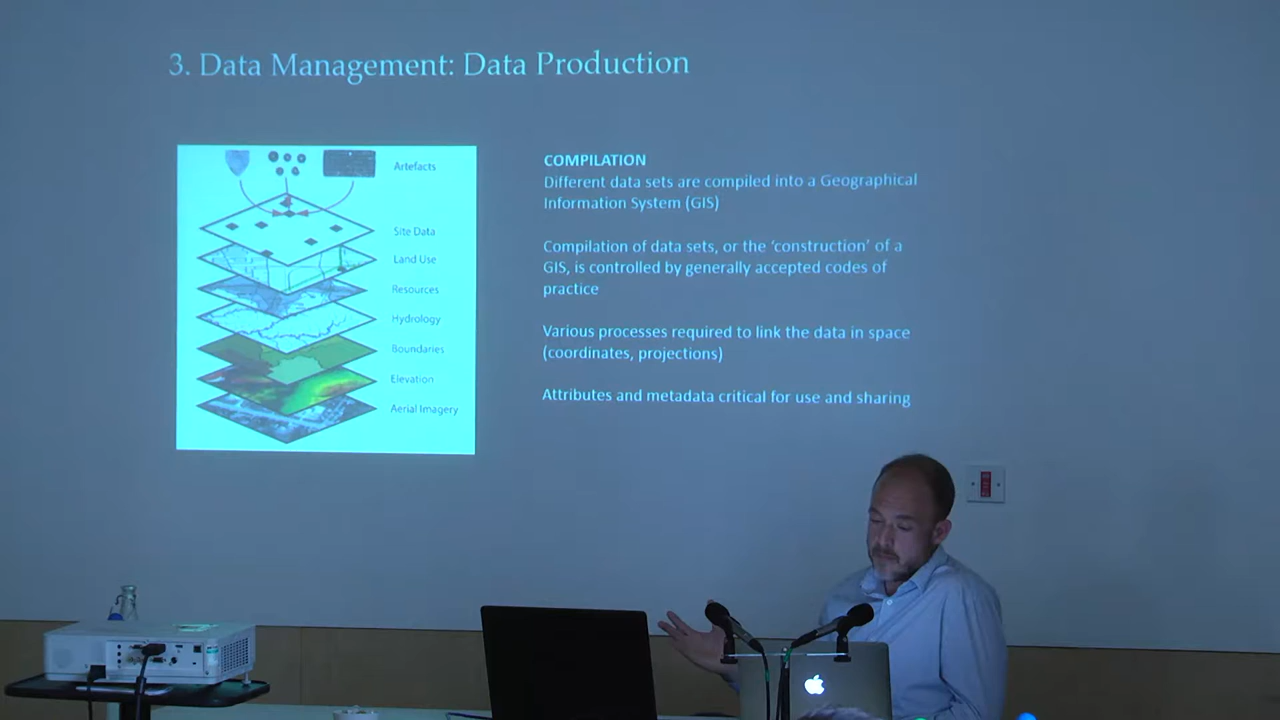 3. Data Management: Data Production
Artefacts
Site Data
Land Use
Resources
Hydrology
Boundaries
Elevation
Aerial Imagery
COMPILATION
Different data sets are compiled into a Geographical
Information System (GIS)
Compilation of data sets, or the ‘construction’ of a
GIS, is controlled by generally accepted codes of
practice
Various processes required to link the data in space
(coordinates, projections)
Attributes and metadata critical for use and sharing